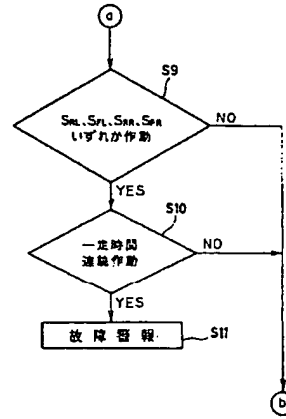 a
S9
SRL、SFL、SRR、SFR
いずれか作動
NO
YES
S10
一定時間
連続作動
NO
YES
故障警報
S11
b